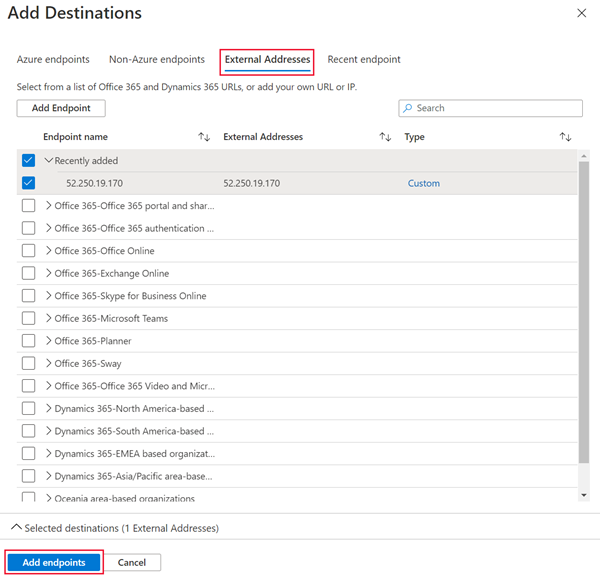 Add Destinations
Azure endpoints Non-Azure endpoints External Addresses Recent endpoint
Select from a list of Office 365 and Dynamics 365 URLs, or add your own URL or IP.
Add Endpoint Search
Endpoint name External Addresses Type
Recently added
52.250.19.170 52.250.19.170 Custom
Office 365-Office 365 portal and shar...
Office 365-Office 365 authentication ...
Office 365-Office Online
Office 365-Exchange Online
Office 365-Skype for Business Online
Office 365-Microsoft Teams
Office 365-Planner
Office 365-Sway
Office 365-Office 365 Video and Micr...
Dynamics 365-North America-based ...
Dynamics 365-South America-based ...
Dynamics 365-EMEA based organizat...
Dynamics 365-Asia/Pacific area-base...
Oceania area-based organizations
Selected destinations (1 External Addresses)
Add endpoints Cancel